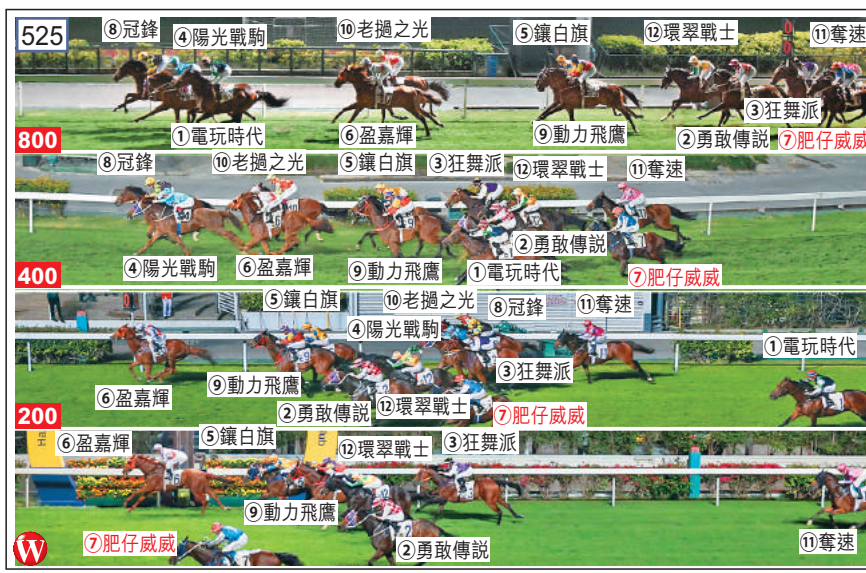 525
⑧冠鋒 ④陽光戰駒 ⑩老撾之光 ⑤鑲白旗 ⑫環翠戰士 ⑪奪速
①電玩時代 ⑥盈嘉輝 ⑨動力飛鷹 ②勇敢傳說 ③狂舞派 ⑦肥仔威威
800
⑧冠鋒 ⑩老撾之光 ⑤鑲白旗 ③狂舞派 ⑫環翠戰士 ⑪奪速
④陽光戰駒 ⑥盈嘉輝 ⑨動力飛鷹 ②勇敢傳說 ①電玩時代 ⑦肥仔威威
400
⑤鑲白旗 ⑩老撾之光 ④陽光戰駒 ⑧冠鋒 ⑪奪速 ①電玩時代
⑥盈嘉輝 ⑨動力飛鷹 ②勇敢傳說 ⑫環翠戰士 ③狂舞派 ⑦肥仔威威
200
⑥盈嘉輝 ⑤鑲白旗 ⑫環翠戰士 ③狂舞派
⑨動力飛鷹
⑦肥仔威威 ②勇敢傳說 ⑪奪速
W